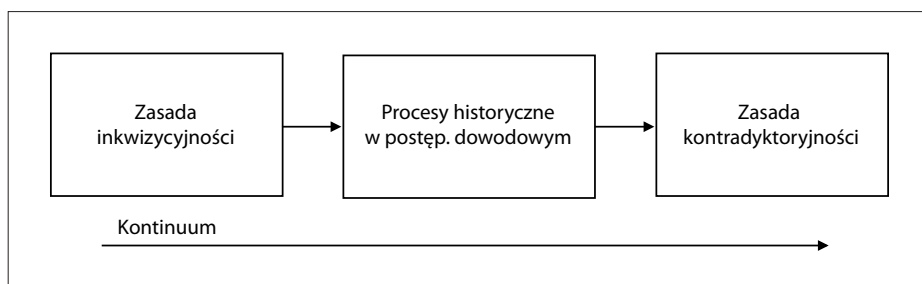 Zasada
inkwizycyjności
Procesy historyczne
w postęp. dowodowym
Zasada
kontradyktoryjności
Kontinuum